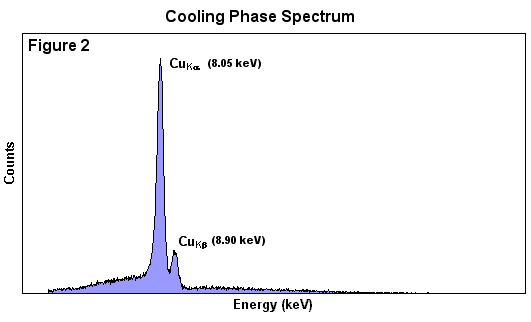 Cooling Phase Spectrum
Figure 2
CuKα (8.05 keV)
CuKβ (8.90 keV)
Counts
Energy (keV)